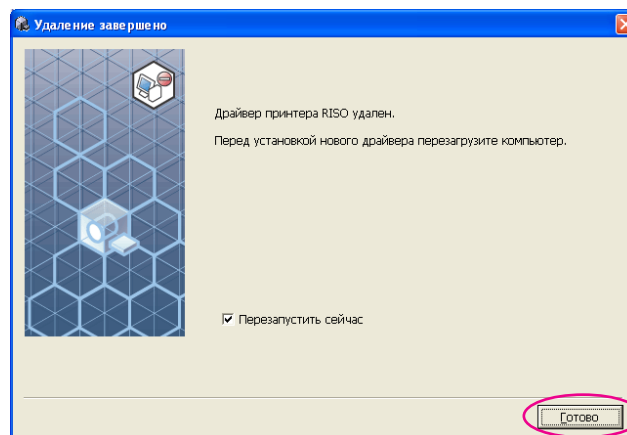 Удаление завершено
Драйвер принтера RISO удален.
Перед установкой нового драйвера перезагрузите компьютер.
Перезапустить сейчас
Готово